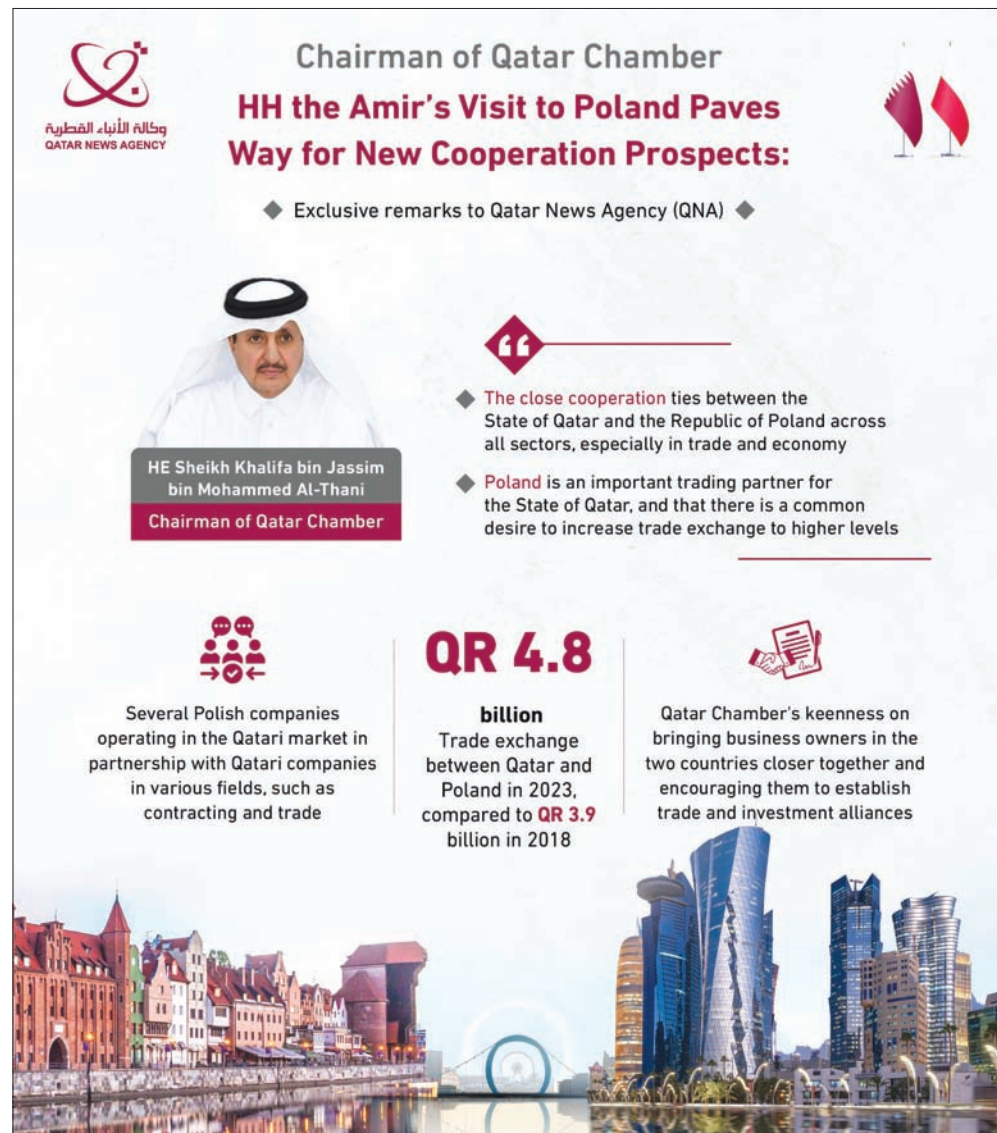 Chairman of Qatar Chamber
HH the Amir's Visit to Poland Paves
Way for New Cooperation Prospects:
وكالة الأنباء القطرية
QATAR NEWS AGENCY
Exclusive remarks to Qatar News Agency (QNA)
HE Sheikh Khalifa bin Jassim
bin Mohammed Al-Thani
Chairman of Qatar Chamber
The close cooperation ties between the
State of Qatar and the Republic of Poland across
all sectors, especially in trade and economy
Poland is an important trading partner for
the State of Qatar, and that there is a common
desire to increase trade exchange to higher levels
Several Polish companies
operating in the Qatari market in
partnership with Qatari companies
in various fields, such as
contracting and trade
QR 4.8
billion
Trade exchange
between Qatar and
Poland in 2023,
compared to QR 3.9
billion in 2018
Qatar Chamber's keenness on
bringing business owners in the
two countries closer together and
encouraging them to establish
trade and investment alliances